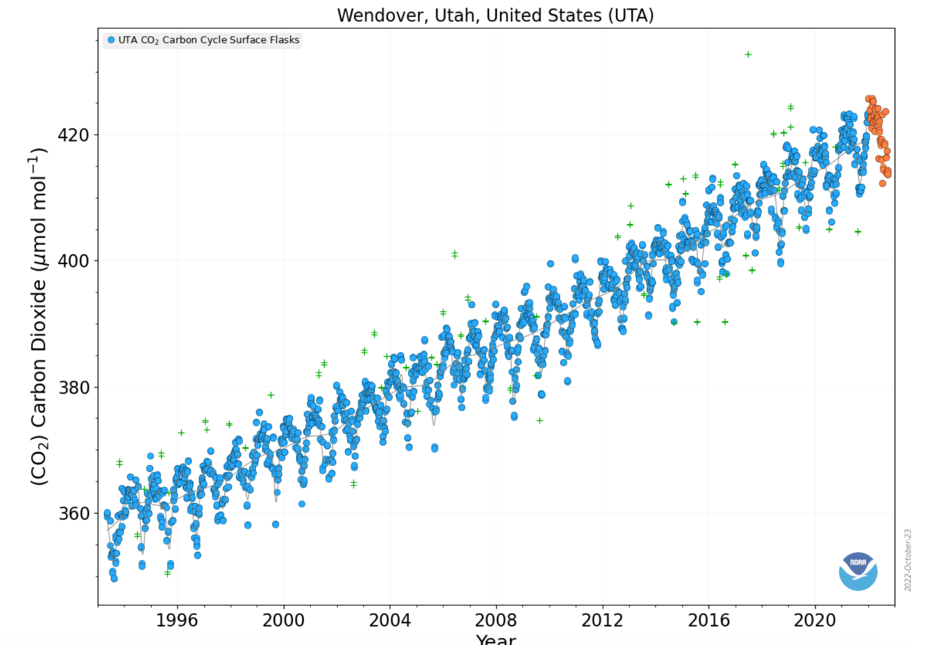 Wendover, Utah, United States (UTA)
UTA CO₂ Carbon Cycle Surface Flasks
(CO₂) Carbon Dioxide (μmol mol⁻¹)
420
400
380
360
1996
2000
2004
2008
2012
2016
2020
Year
NOAA
2022-October-23